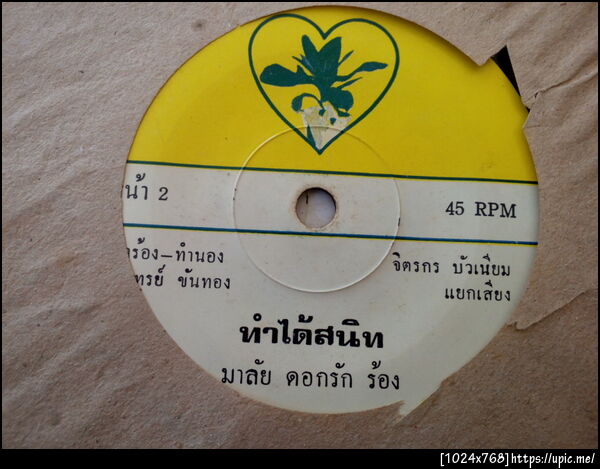 น้า 2
45 RPM
ร้อง-ทำนอง
จิตรกร บัวเนียม
ทรย์ ขันทอง
แยกเสียง
ทำได้สนิท
มาลัย ดอกรัก ร้อง
[1024x768]https://upic.me/